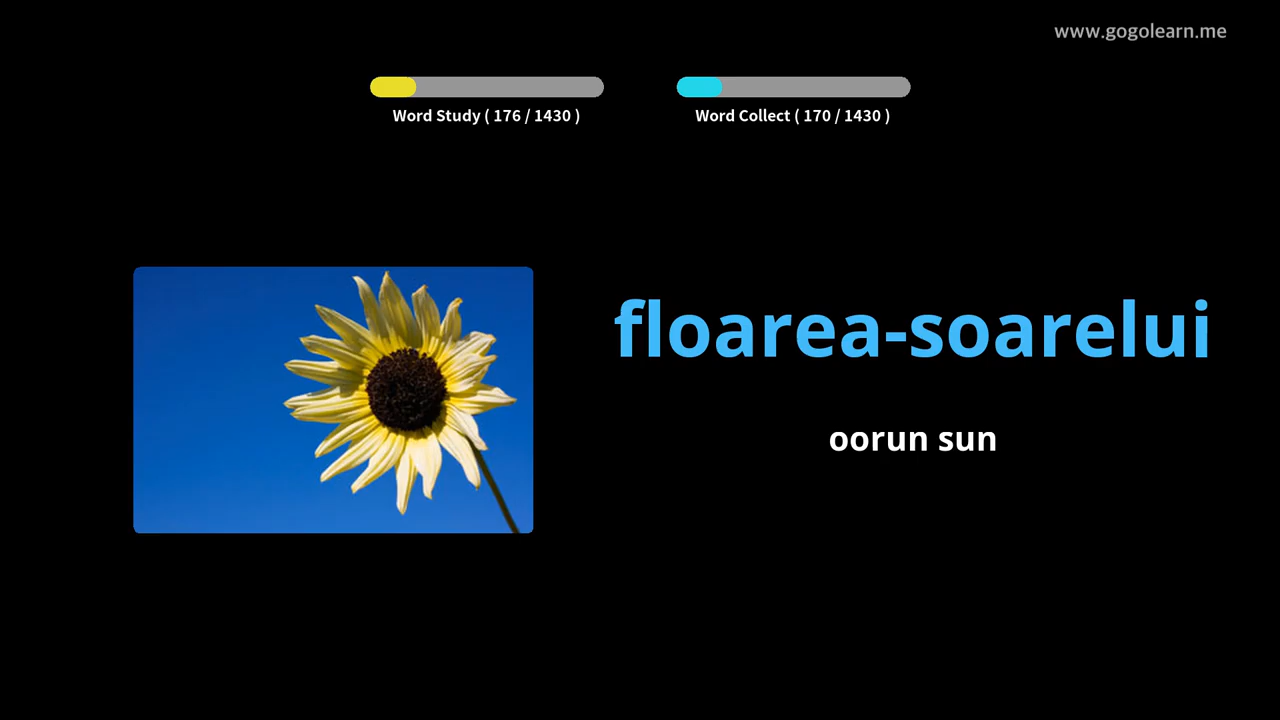 www.gogolearn.me
Word Study ( 176 / 1430 )
Word Collect ( 170 / 1430 )
floarea-soarelui
oorun sun